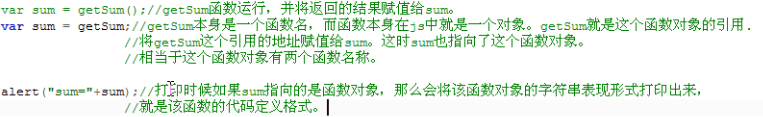 var sum = getSum();//getSum函数运行，并将返回的结果赋值给sum。
var sum = getSum;//getSum本身是一个函数名，而函数本身在js中就是一个对象。getSum就是这个函数对象的引用.
//将getSum这个引用的地址赋值给sum。这时sum也指向了这个函数对象。
//相当于这个函数对象有两个函数名称。
alert("sum="+sum);//打印时候如果sum指向的是函数对象，那么会将该函数对象的字符串表现形式打印出来，
//就是该函数的代码定义格式。